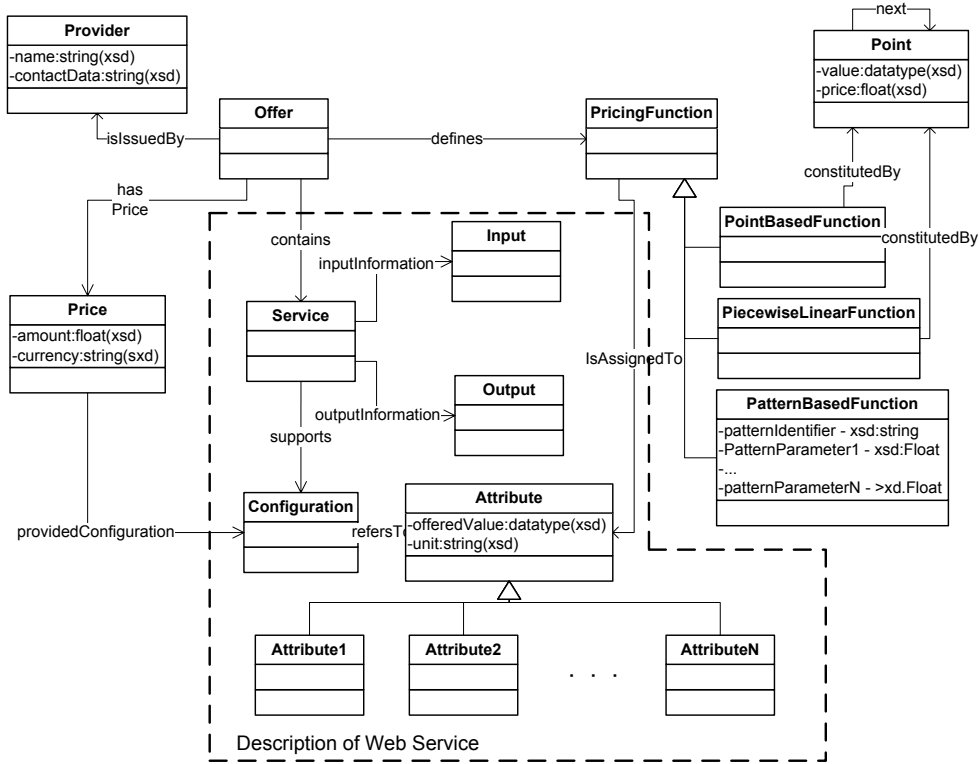 next
Provider
-name:string(xsd)
-contactData:string(xsd)
Point
-value:datatype(xsd)
-price:float(xsd)
Offer
PricingFunction
isIssuedBy
defines
has
Price
constitutedBy
PointBasedFunction
constitutedBy
contains
Input
inputInformation
Price
-amount:float(xsd)
-currency:string(sxd)
Service
PiecewiseLinearFunction
IsAssignedTo
Output
outputInformation
supports
PatternBasedFunction
-patternIdentifier - xsd:string
-PatternParameter1 - xsd:Float
-...
-patternParameterN - >xd.Float
Configuration
Attribute
-offeredValue:datatype(xsd)
-unit:string(xsd)
providedConfiguration
refersTo
Attribute1
Attribute2
. . .
AttributeN
Description of Web Service